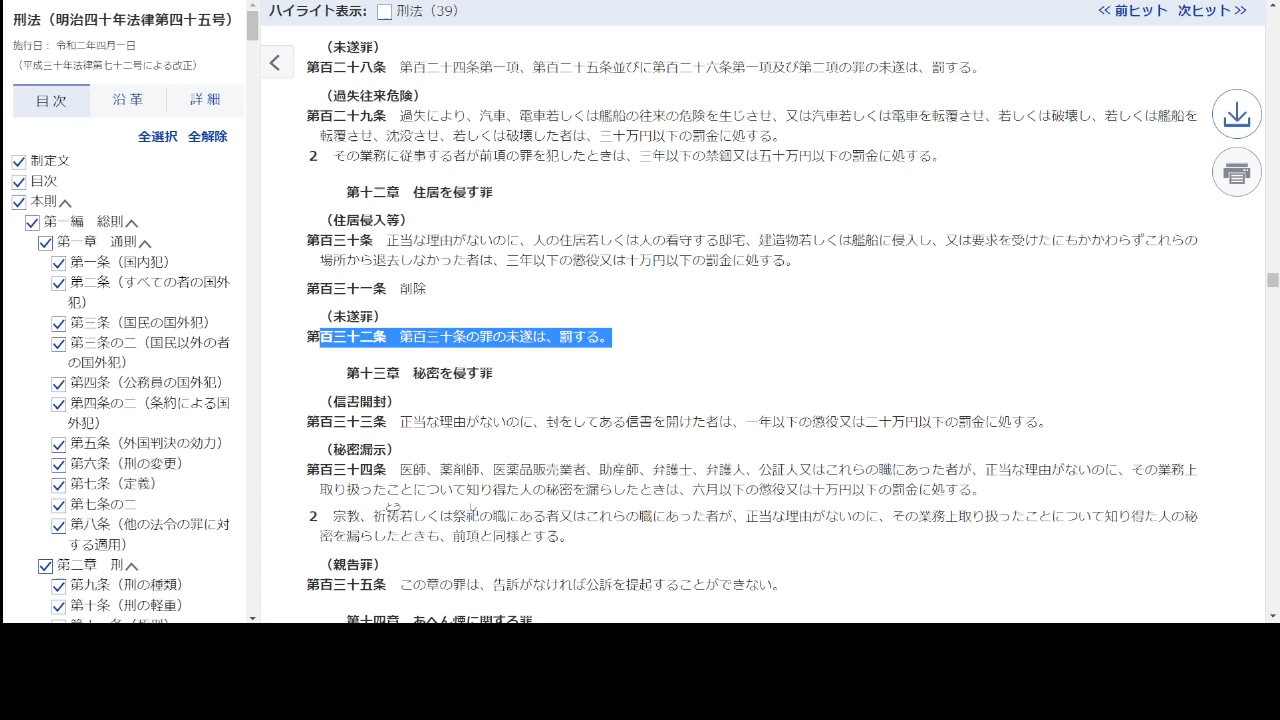 刑法（明治四十年法律第四十五号）
施行日： 令和二年四月一日
（平成三十年法律第七十二号による改正）
目次 沿革 詳細
全選択 全解除
制定文
目次
本則
第一編　総則
第一章　通則
第一条（国内犯）
第二条（すべての者の国外
犯）
第三条（国民の国外犯）
第三条の二（国民以外の者
の国外犯）
第四条（公務員の国外犯）
第四条の二（条約による国
外犯）
第五条（外国判決の効力）
第六条（刑の変更）
第七条（定義）
第七条の二
第八条（他の法令の罪に対
する適用）
第二章　刑
第九条（刑の種類）
第十条（刑の軽重）
ハイライト表示: 刑法（39） << 前ヒット 次ヒット >>
（未遂罪）
第百二十八条　第百二十四条第一項、第百二十五条並びに第百二十六条第一項及び第二項の罪の未遂は、罰する。
（過失往来危険）
第百二十九条　過失により、汽車、電車若しくは艦船の往来の危険を生じさせ、又は汽車若しくは電車を転覆させ、若しくは破壊し、若しくは艦船を
転覆させ、沈没させ、若しくは破壊した者は、三十万円以下の罰金に処する。
２　その業務に従事する者が前項の罪を犯したときは、三年以下の禁錮又は五十万円以下の罰金に処する。
第十二章　住居を侵す罪
（住居侵入等）
第百三十条　正当な理由がないのに、人の住居若しくは人の看守する邸宅、建造物若しくは艦船に侵入し、又は要求を受けたにもかかわらずこれらの
場所から退去しなかった者は、三年以下の懲役又は十万円以下の罰金に処する。
第百三十一条　削除
（未遂罪）
第百三十二条　第百三十条の罪の未遂は、罰する。
第十三章　秘密を侵す罪
（信書開封）
第百三十三条　正当な理由がないのに、封をしてある信書を開けた者は、一年以下の懲役又は二十万円以下の罰金に処する。
（秘密漏示）
第百三十四条　医師、薬剤師、医薬品販売業者、助産師、弁護士、弁護人、公証人又はこれらの職にあった者が、正当な理由がないのに、その業務上
取り扱ったことについて知り得た人の秘密を漏らしたときは、六月以下の懲役又は十万円以下の罰金に処する。
とう し
２　宗教、祈祷若しくは祭祀の職にある者又はこれらの職にあった者が、正当な理由がないのに、その業務上取り扱ったことについて知り得た人の秘
密を漏らしたときも、前項と同様とする。
（親告罪）
第百三十五条　この章の罪は、告訴がなければ公訴を提起することができない。
第十四章　あへん煙に関する罪